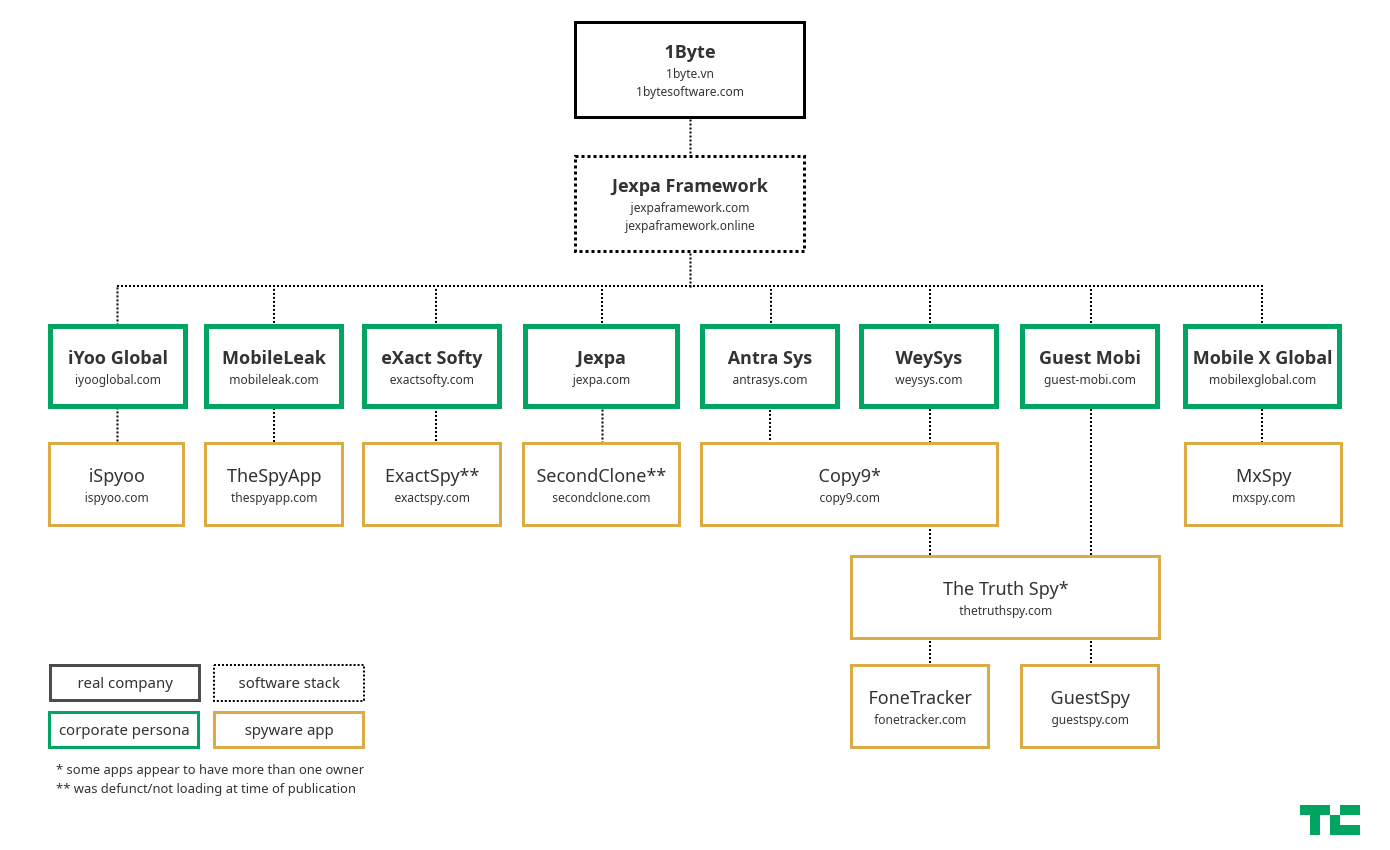 1Byte
1byte.vn
1bytesoftware.com
Jexpa Framework
jexpaframework.com
jexpaframework.online
iYoo Global
iyooglobal.com
MobileLeak
mobileleak.com
eXact Softy
exactsofty.com
Jexpa
jexpa.com
Antra Sys
antrasys.com
WeySys
weysys.com
Guest Mobi
guest-mobi.com
Mobile X Global
mobilexglobal.com
iSpyoo
ispyoo.com
TheSpyApp
thespyapp.com
ExactSpy**
exactspy.com
SecondClone**
secondclone.com
Copy9*
copy9.com
MxSpy
mxspy.com
The Truth Spy*
thetruthspy.com
FoneTracker
fonetracker.com
GuestSpy
guestspy.com
real company
software stack
corporate persona
spyware app
* some apps appear to have more than one owner
** was defunct/not loading at time of publication
TC